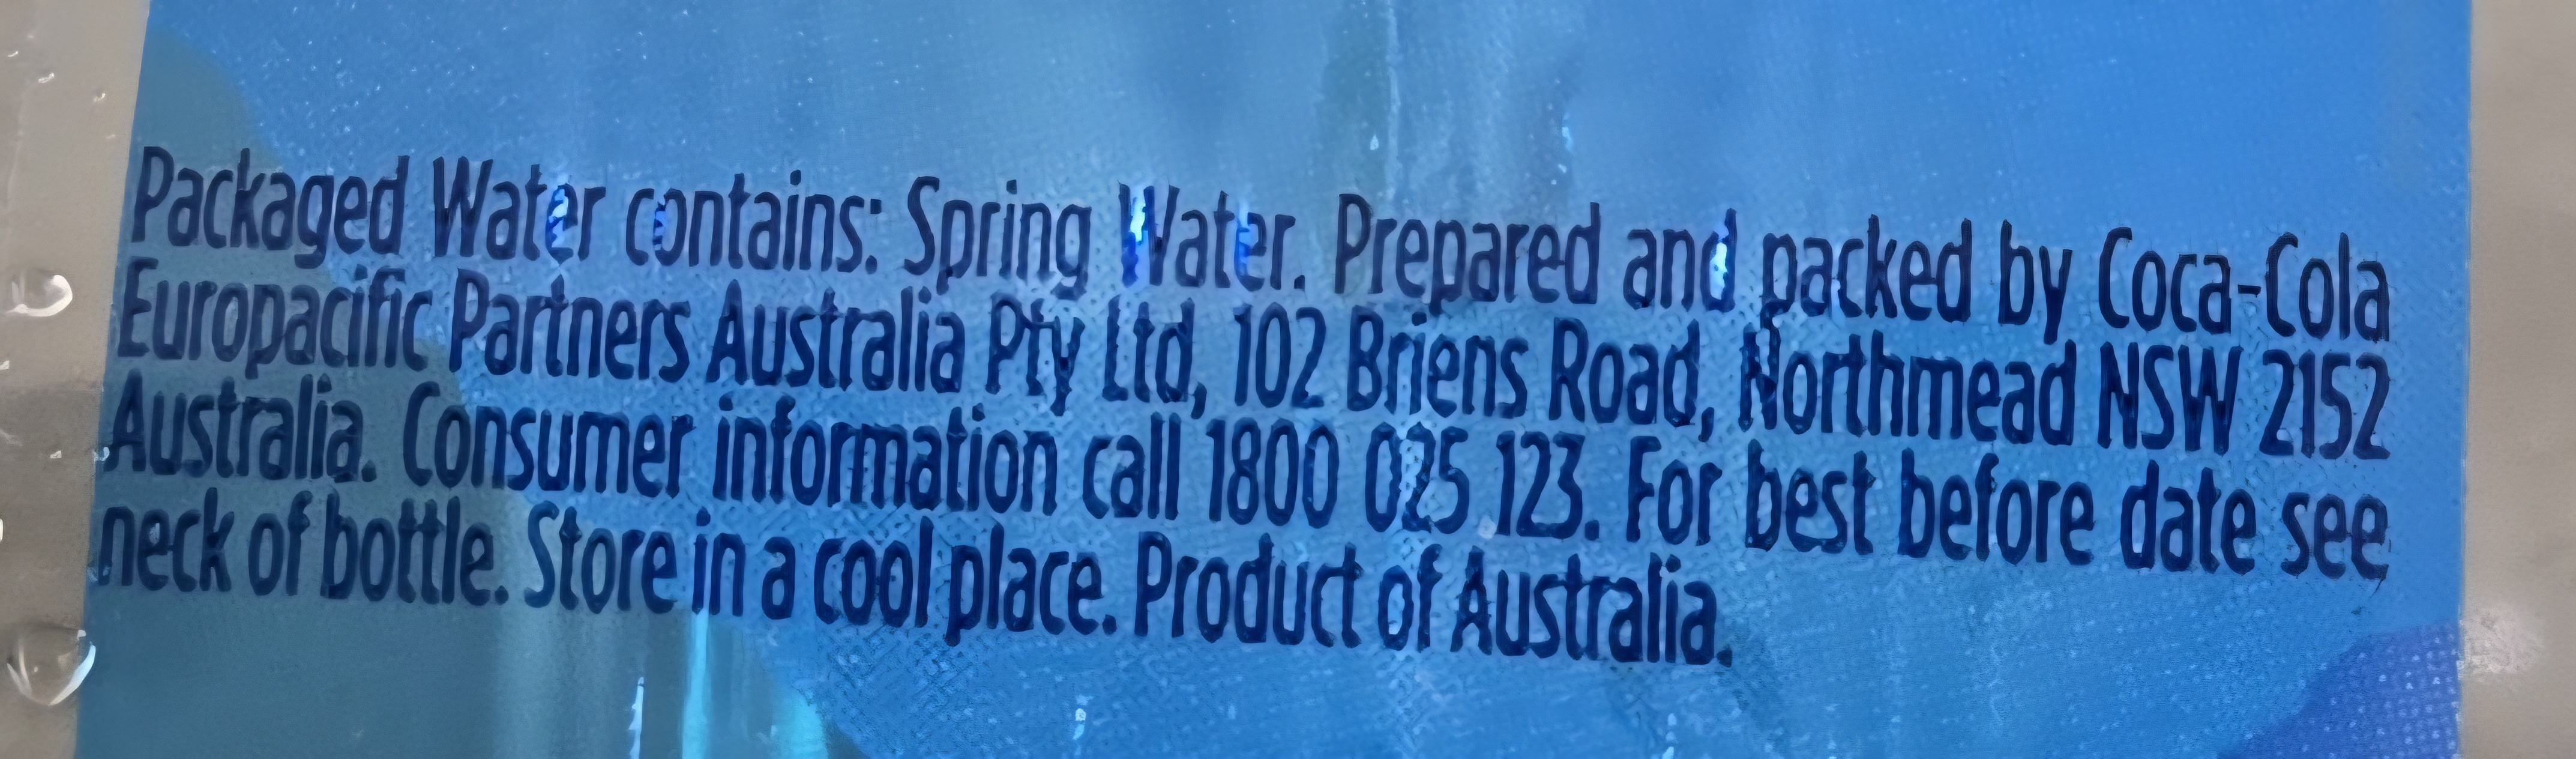 Packaged Water contains: Spring Water. Prepared and packed by Coca-Cola
Europacific Partners Australia Pty Ltd, 102 Briens Road, Northmead NSW 2152
Australia. Consumer information call 1800 025 123. For best before date see
neck of bottle. Store in a cool place. Product of Australia.